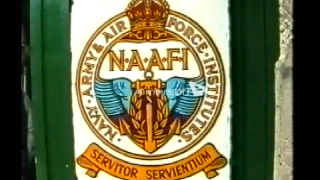 NAVY, ARMY & AIR FORCE · INSTITUTES ·
N·A·A·F·I
SERVITOR SERVIENTIUM